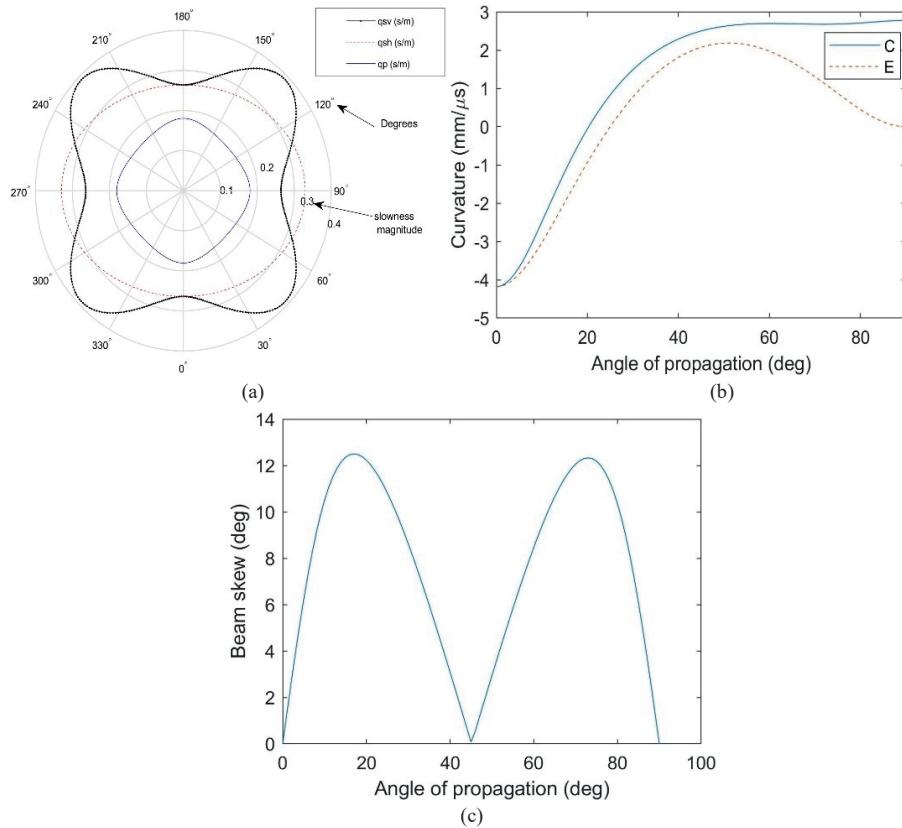 qsv (s/m)
qsh (s/m)
qp (s/m)
180°
210°
150°
240°
120°
Degrees
0.2
270°
0.1
90°
0.3
slowness
magnitude
0.4
300°
60°
330°
30°
0°
(a)
3
2
1
0
-1
-2
-3
-4
-5
Curvature (mm/μs)
C
E
0
20
40
60
80
Angle of propagation (deg)
(b)
14
12
10
8
6
4
2
0
Beam skew (deg)
0
20
40
60
80
100
Angle of propagation (deg)
(c)